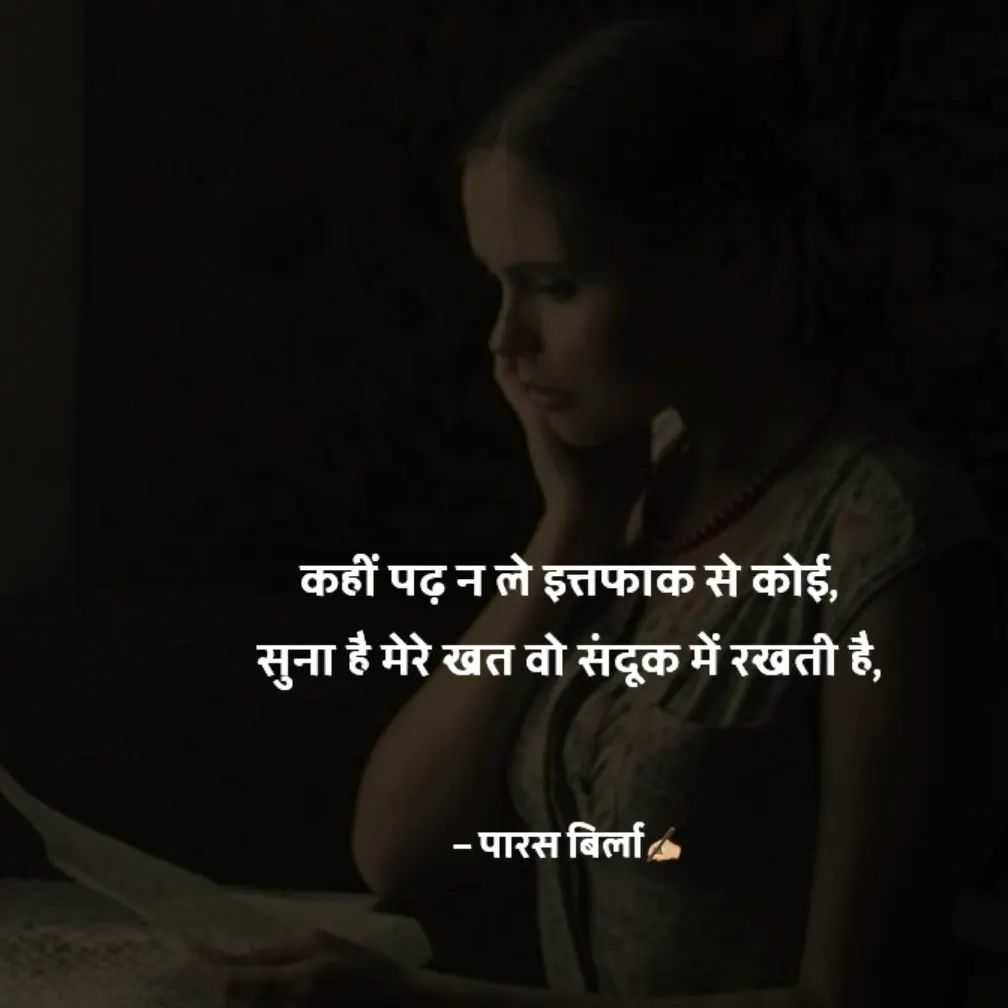 कहीं पढ़ न ले इत्तफाक से कोई,
सुना है मेरे खत वो संदूक में रखती है,
– पारस बिर्ला✍🏻